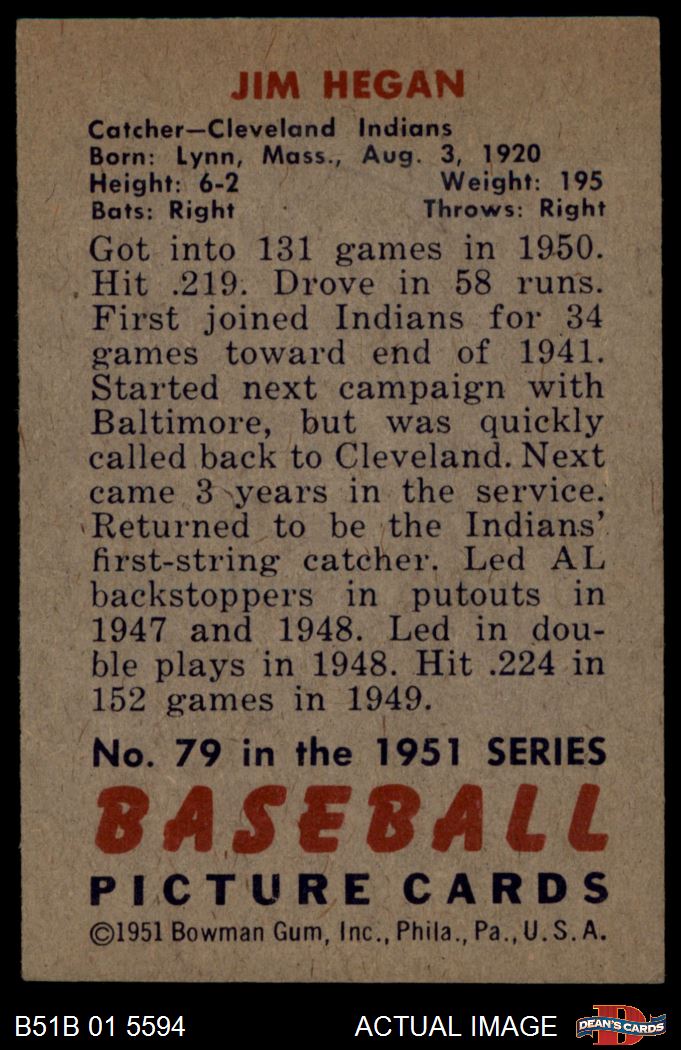 JIM HEGAN
Catcher—Cleveland Indians
Born: Lynn, Mass., Aug. 3, 1920
Height: 6-2 Weight: 195
Bats: Right Throws: Right
Got into 131 games in 1950.
Hit .219. Drove in 58 runs.
First joined Indians for 34
games toward end of 1941.
Started next campaign with
Baltimore, but was quickly
called back to Cleveland. Next
came 3 years in the service.
Returned to be the Indians'
first-string catcher. Led AL
backstoppers in putouts in
1947 and 1948. Led in dou-
ble plays in 1948. Hit .224 in
152 games in 1949.
No. 79 in the 1951 SERIES
BASEBALL
PICTURE CARDS
©1951 Bowman Gum, Inc., Phila., Pa., U.S.A.
B51B 01 5594 ACTUAL IMAGE
D
DEAN'S CARDS